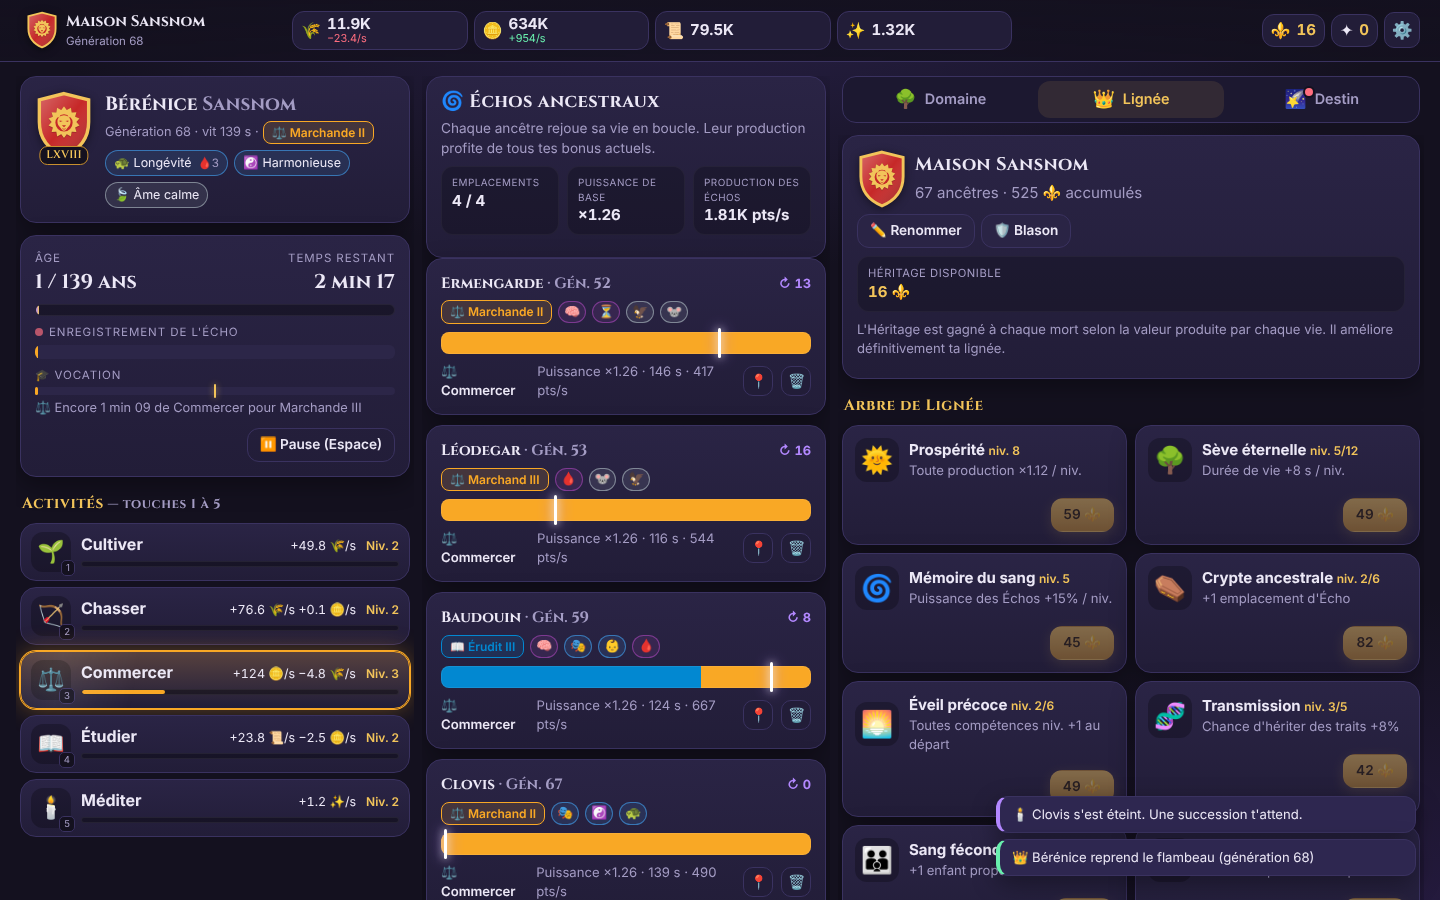 Maison Sansnom
Génération 68
11.9K
−23.4/s
634K
+954/s
79.5K
1.32K
16
0
Bérénice Sansnom
Génération 68 · vit 139 s ·
Marchande II
LXVIII
Longévité 3
Harmonieuse
Âme calme
ÂGE
TEMPS RESTANT
1 / 139 ans
2 min 17
ENREGISTREMENT DE L'ÉCHO
VOCATION
Encore 1 min 09 de Commercer pour Marchande III
Pause (Espace)
Activités — touches 1 à 5
Cultiver
+49.8 /s Niv. 2
1
Chasser
+76.6 /s +0.1 /s Niv. 2
2
Commercer
+124 /s −4.8 /s Niv. 3
3
Étudier
+23.8 /s −2.5 /s Niv. 2
4
Méditer
+1.2 /s Niv. 2
5
Échos ancestraux
Chaque ancêtre rejoue sa vie en boucle. Leur production
profite de tous tes bonus actuels.
EMPLACEMENTS
4 / 4
PUISSANCE DE
BASE
×1.26
PRODUCTION DES
ÉCHOS
1.81K pts/s
Ermengarde · Gén. 52
13
Marchande II
Commercer
Puissance ×1.26 · 146 s · 417
pts/s
Léodegar · Gén. 53
16
Marchand III
Commercer
Puissance ×1.26 · 116 s · 544
pts/s
Baudouin · Gén. 59
8
Érudit III
Commercer
Puissance ×1.26 · 124 s · 667
pts/s
Clovis · Gén. 67
0
Marchand II
Commercer
Puissance ×1.26 · 139 s · 490
pts/s
Domaine
Lignée
Destin
Maison Sansnom
67 ancêtres · 525 accumulés
Renommer
Blason
HÉRITAGE DISPONIBLE
16
L'Héritage est gagné à chaque mort selon la valeur produite par chaque vie. Il améliore
définitivement ta lignée.
Arbre de Lignée
Prospérité niv. 8
Toute production ×1.12 / niv.
59
Sève éternelle niv. 5/12
Durée de vie +8 s / niv.
49
Mémoire du sang niv. 5
Puissance des Échos +15% / niv.
45
Crypte ancestrale niv. 2/6
+1 emplacement d'Écho
82
Éveil précoce niv. 2/6
Toutes compétences niv. +1 au
départ
49
Transmission niv. 3/5
Chance d'hériter des traits +8%
42
Sang fécond
+1 enfant prop
Clovis s'est éteint. Une succession t'attend.
Bérénice reprend le flambeau (génération 68)